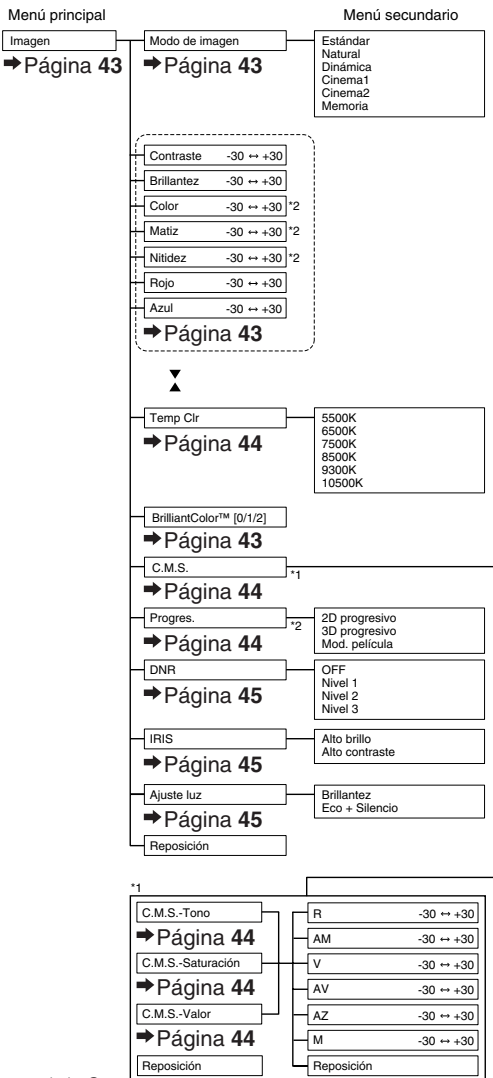 Menú principal
Menú secundario
Imagen
➡Página 43
Modo de imagen
➡Página 43
Estándar
Natural
Dinámica
Cinema1
Cinema2
Memoria
Contraste -30 ↔ +30
Brillantez -30 ↔ +30
Color -30 ↔ +30 *2
Matiz -30 ↔ +30 *2
Nitidez -30 ↔ +30 *2
Rojo -30 ↔ +30
Azul -30 ↔ +30
➡Página 43
Temp Clr
➡Página 44
5500K
6500K
7500K
8500K
9300K
10500K
BrilliantColor™ [0/1/2]
➡Página 43
C.M.S. *1
➡Página 44
Progres. *2
➡Página 44
2D progresivo
3D progresivo
Mod. película
DNR
➡Página 45
OFF
Nivel 1
Nivel 2
Nivel 3
IRIS
➡Página 45
Alto brillo
Alto contraste
Ajuste luz
➡Página 45
Brillantez
Eco + Silencio
Reposición
*1
C.M.S.-Tono
➡Página 44
C.M.S.-Saturación
➡Página 44
C.M.S.-Valor
➡Página 44
Reposición
R -30 ↔ +30
AM -30 ↔ +30
V -30 ↔ +30
AV -30 ↔ +30
AZ -30 ↔ +30
M -30 ↔ +30
Reposición